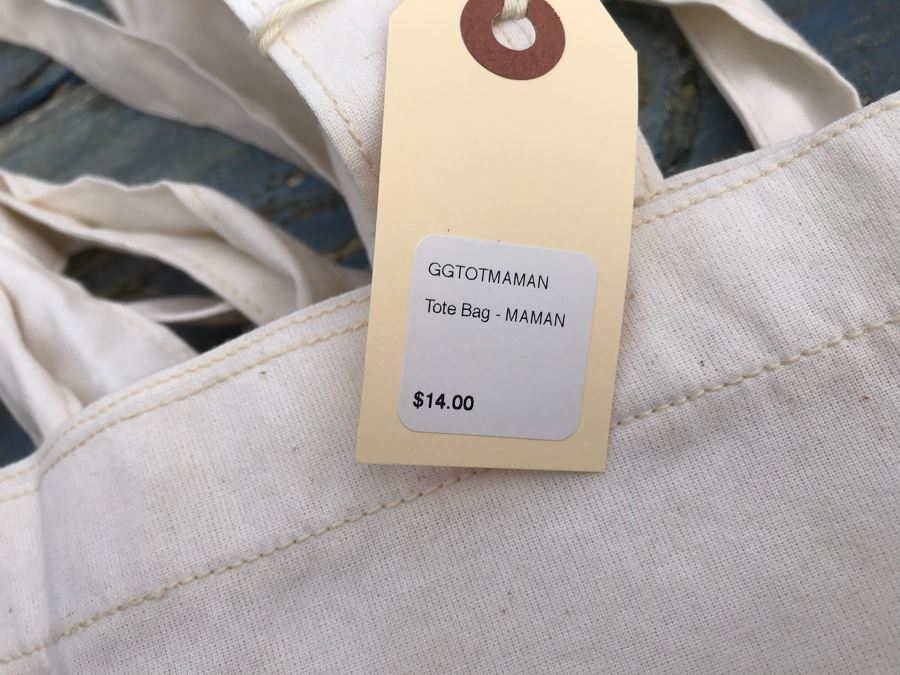 GGTOTMAMAN
Tote Bag - MAMAN
$14.00